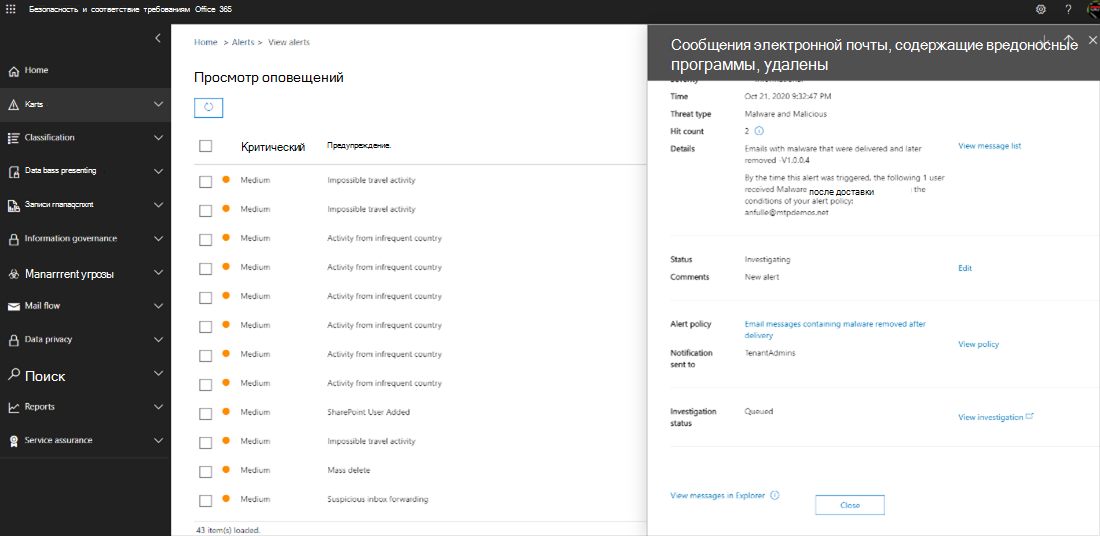 Безопасность и соответствие требованиям Office 365
?
Home
Karts
Classification
Data bass presenting
Information governance
Manarrrent угрозы
Mail flow
Data privacy
Поиск
Reports
Service assurance
Home > Alerts > View alerts
Просмотр оповещений
Критический Предупреждение.
Medium Impossible travel activity
Medium Impossible travel activity
Medium Activity from infrequent country
Medium Activity from infrequent country
Medium Activity from infrequent country
Medium Activity from infrequent country
Medium Activity from infrequent country
Medium Activity from infrequent country
Medium SharePoint User Added
Medium Impossible travel activity
Medium Mass delete
Medium Suspicious inbox forwarding
43 item(s) loaded.
Сообщения электронной почты, содержащие вредоносные
программы, удалены
Time Oct 21, 2020 9:32:47 PM
Threat type Malware and Malicious
Hit count 2
Details Emails with malware that were delivered and later
removed -V1.0.0.4
View message list
By the time this alert was triggered, the following 1 user
received Malware после доставки the
conditions of your alert policy:
anfulle@mtpdemos.net
Status Investigating
Comments New alert
Edit
Alert policy Email messages containing malware removed after
delivery
View policy
Notification TenantAdmins
sent to
Investigation Queued
status
View investigation
View messages in Explorer
Close